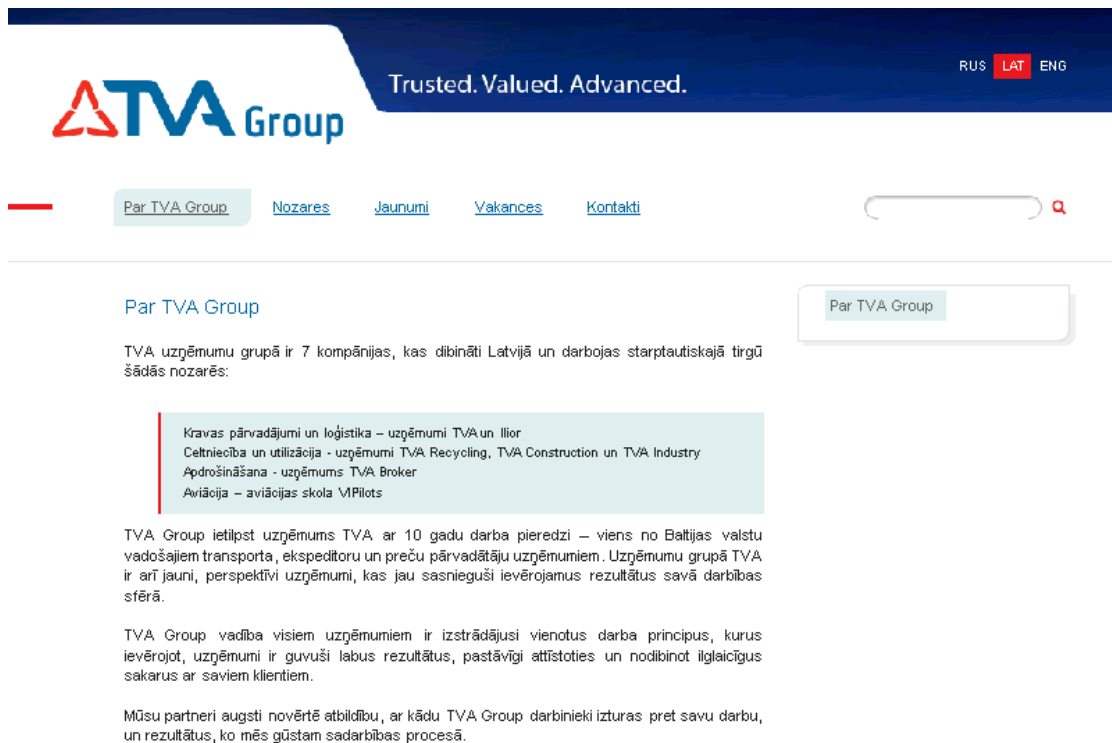 Trusted. Valued. Advanced.
RUS LAT ENG
TVA Group
Par TVA Group Nozares Jaunumi Vakances Kontakti
Par TVA Group
Par TVA Group
TVA uzņēmumu grupā ir 7 kompānijas, kas dibināti Latvijā un darbojas starptautiskajā tirgū
šādās nozarēs:
Kravas pārvadājumi un loģistika – uzņēmumi TVA un Ilior
Celtniecība un utilizācija - uzņēmumi TVA Recycling, TVA Construction un TVA Industry
Apdrošināšana - uzņēmums TVA Broker
Aviācija – aviācijas skola VIPilots
TVA Group ietilpst uzņēmums TVA ar 10 gadu darba pieredzi – viens no Baltijas valstu
vadošajiem transporta, ekspeditoru un preču pārvadātāju uzņēmumiem. Uzņēmumu grupā TVA
ir arī jauni, perspektīvi uzņēmumi, kas jau sasnieguši ievērojamus rezultātus savā darbības
sfērā.
TVA Group vadība visiem uzņēmumiem ir izstrādājusi vienotus darba principus, kurus
ievērojot, uzņēmumi ir guvuši labus rezultātus, pastāvīgi attīstoties un nodibinot ilglaicīgus
sakarus ar saviem klientiem.
Mūsu partneri augsti novērtē atbildību, ar kādu TVA Group darbinieki izturas pret savu darbu,
un rezultātus, ko mēs gūstam sadarbības procesā.